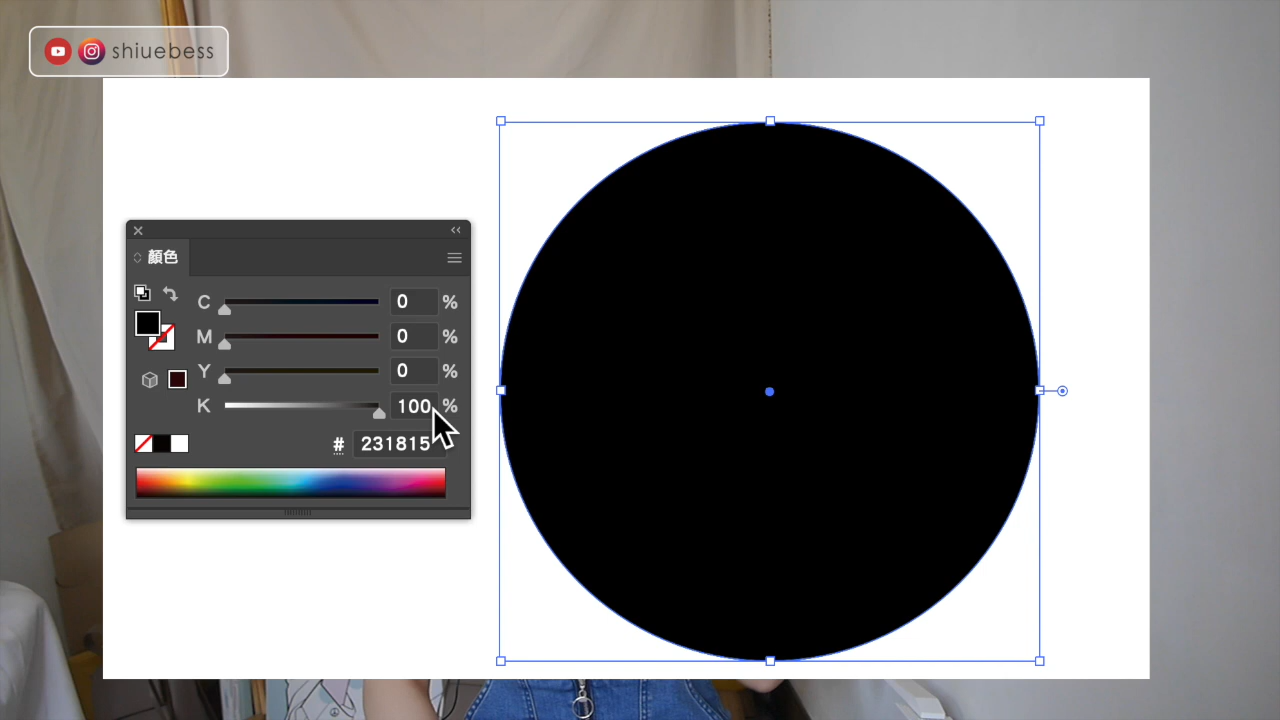 shiuebess
顏色
C 0 %
M 0 %
Y 0 %
K 100 %
# 231815